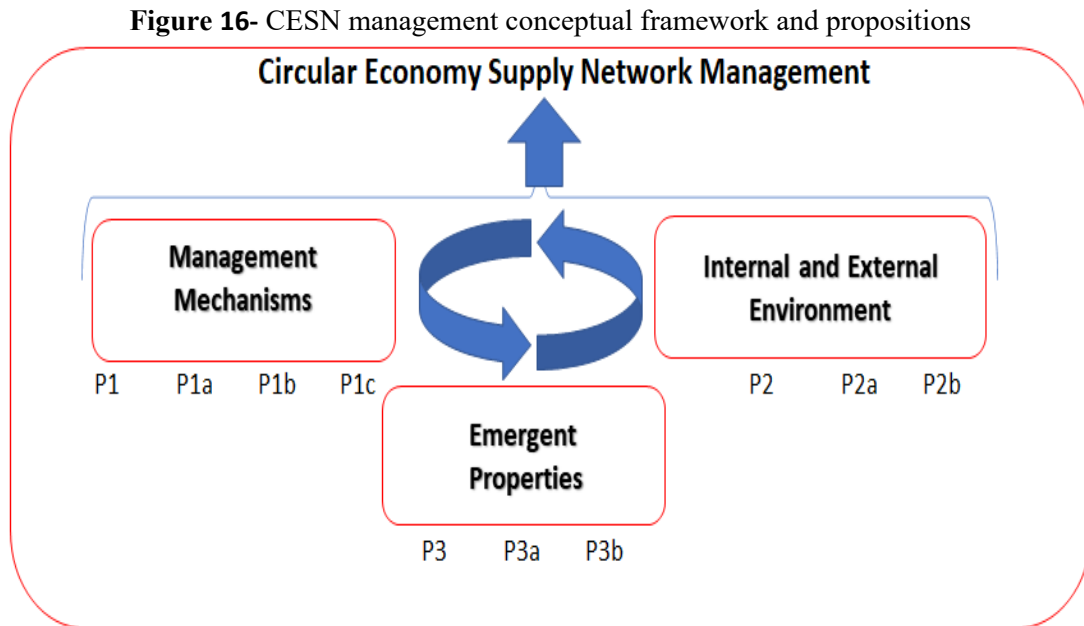 Figure 16- CESN management conceptual framework and propositions
Circular Economy Supply Network Management
Management
Mechanisms
Internal and External
Environment
P1 P1a P1b P1c
P2 P2a P2b
Emergent
Properties
P3 P3a P3b